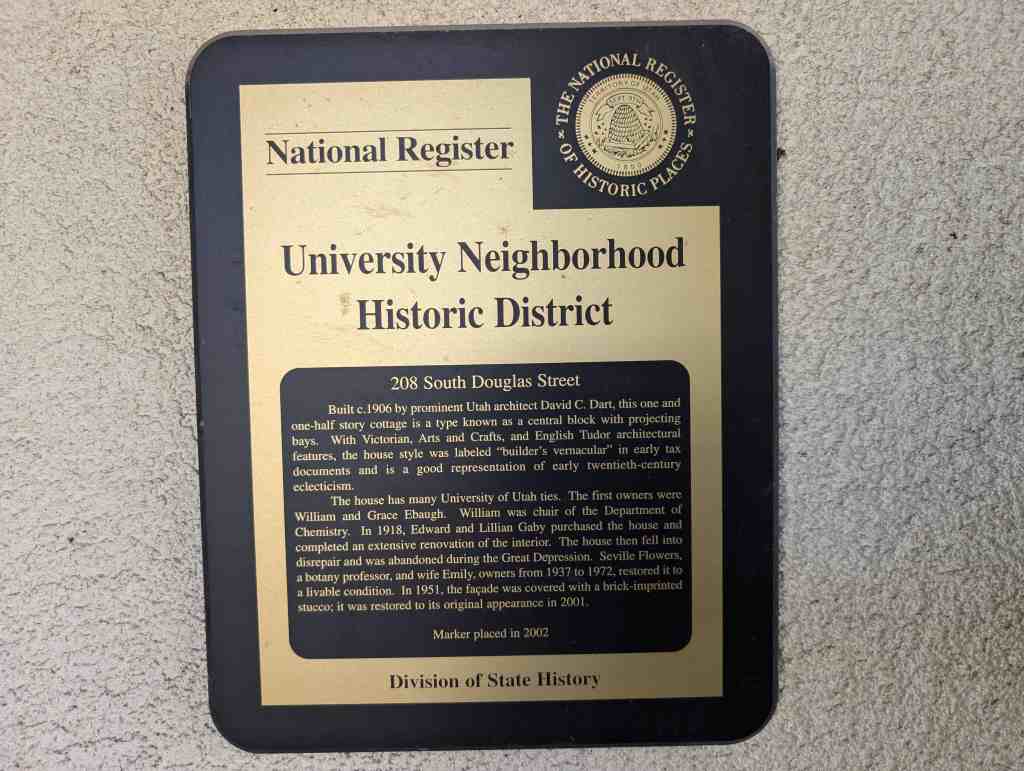 National Register
THE NATIONAL REGISTER
OF HISTORIC PLACES
TERRITORY OF
SEPT. 9
University Neighborhood
Historic District
208 South Douglas Street
Built c.1906 by prominent Utah architect David C. Dart, this one and
one-half story cottage is a type known as a central block with projecting
bays. With Victorian, Arts and Crafts, and English Tudor architectural
features, the house style was labeled "builder's vernacular" in early tax
documents and is a good representation of early twentieth-century
eclecticism.
The house has many University of Utah ties. The first owners were
William and Grace Ebaugh. William was chair of the Department of
Chemistry. In 1918, Edward and Lillian Gaby purchased the house and
completed an extensive renovation of the interior. The house then fell into
disrepair and was abandoned during the Great Depression. Seville Flowers,
a botany professor, and wife Emily, owners from 1937 to 1972, restored it to
a livable condition. In 1951, the façade was covered with a brick-imprinted
stucco; it was restored to its original appearance in 2001.
Marker placed in 2002
Division of State History